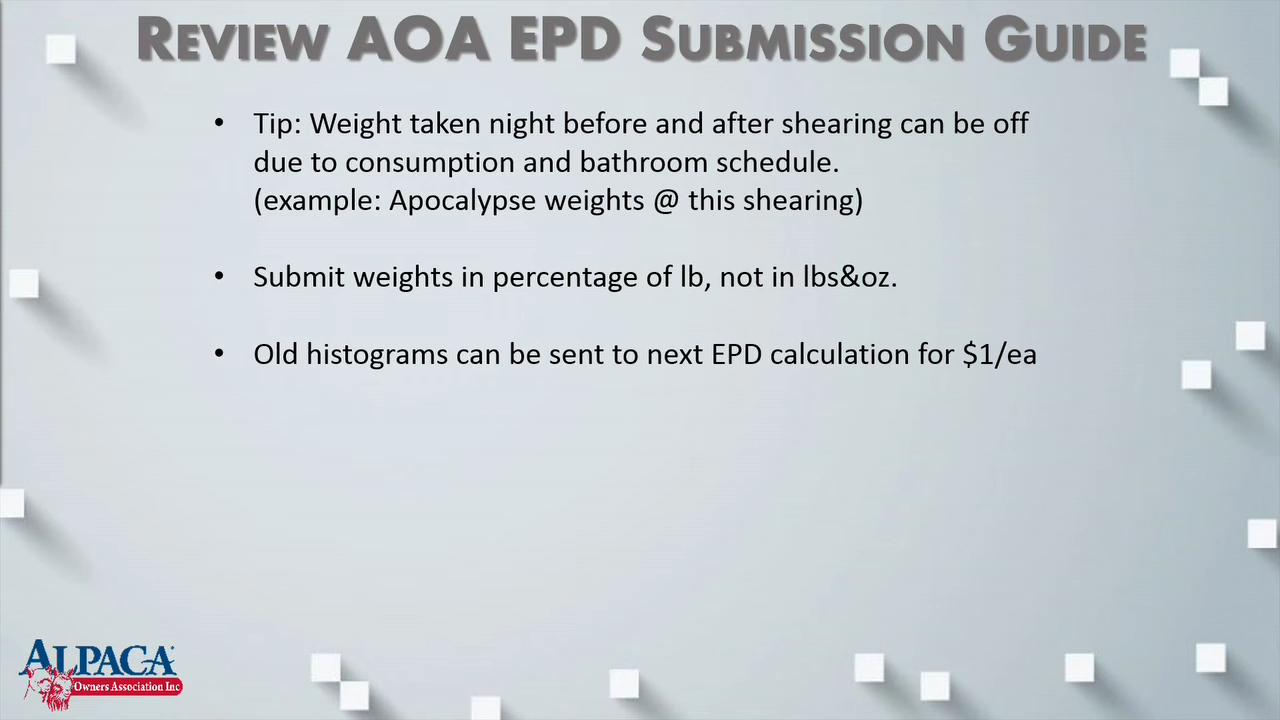 REVIEW AOA EPD SUBMISSION GUIDE
• Tip: Weight taken night before and after shearing can be off
due to consumption and bathroom schedule.
(example: Apocalypse weights @ this shearing)
• Submit weights in percentage of lb, not in lbs&oz.
• Old histograms can be sent to next EPD calculation for $1/ea
ALPACA
Owners Association Inc